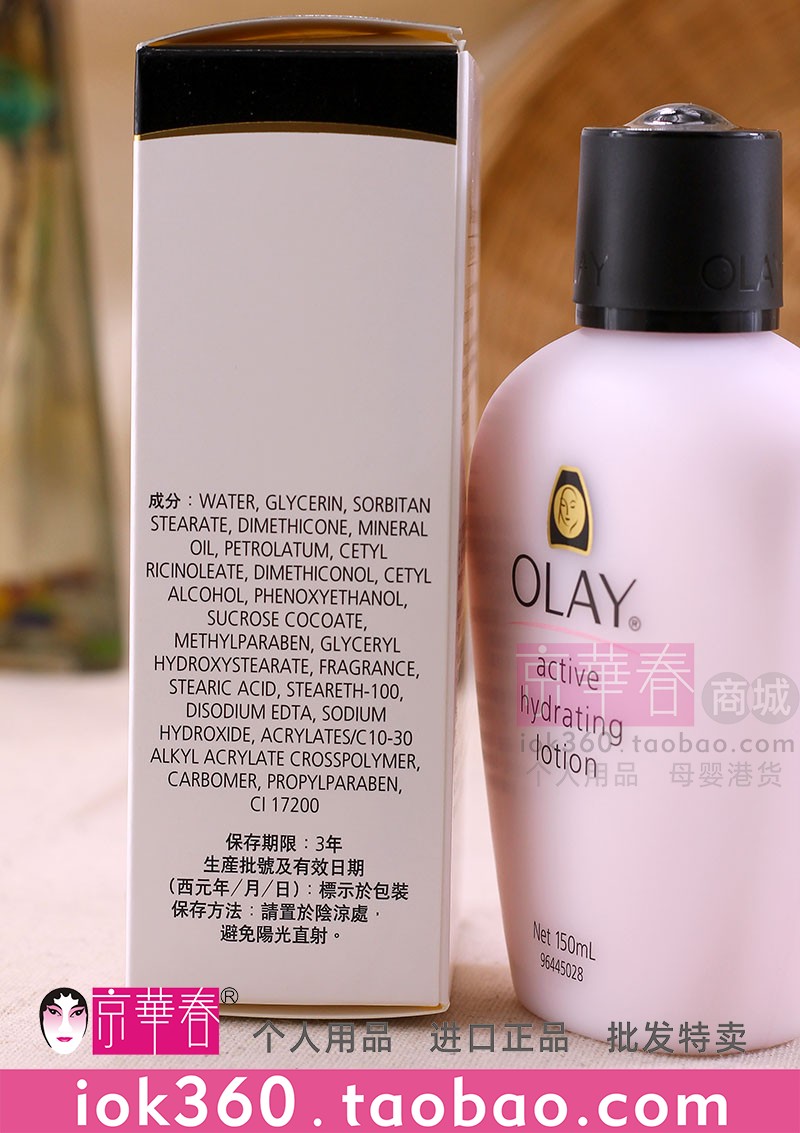 成分：WATER, GLYCERIN, SORBITAN
STEARATE, DIMETHICONE, MINERAL
OIL, PETROLATUM, CETYL
RICINOLEATE, DIMETHICONOL, CETYL
ALCOHOL, PHENOXYETHANOL,
SUCROSE COCOATE,
METHYLPARABEN, GLYCERYL
HYDROXYSTEARATE, FRAGRANCE,
STEARIC ACID, STEARETH-100,
DISODIUM EDTA, SODIUM
HYDROXIDE, ACRYLATES/C10-30
ALKYL ACRYLATE CROSSPOLYMER,
CARBOMER, PROPYLPARABEN,
CI 17200
保存期限：3年
生産批號及有效日期
（西元年/月/日）：標示於包裝
保存方法：請置於陰涼處，
避免陽光直射。
OLAY
OLAY®
active
hydrating
lotion
京華春 商城
iok360.taobao.com
个人用品 母婴港货
Net 150mL
96445028
京華春® 个人用品 进口正品 批发特卖
iok360.taobao.com